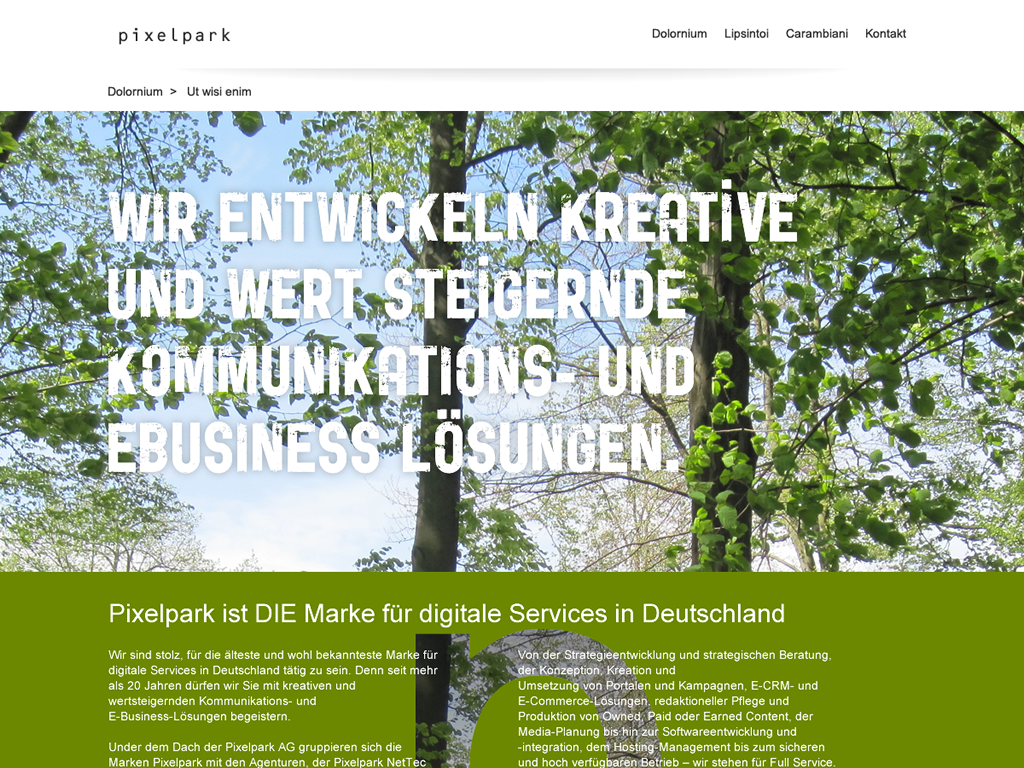 pixelpark
Dolornium Lipsintoi Carambiani Kontakt
Dolornium > Ut wisi enim
WIR ENTWICKELN KREATIVE
UND WERT STEIGERNDE
KOMMUNIKATIONS- UND
EBUSINESS LÖSUNGEN.
Pixelpark ist DIE Marke für digitale Services in Deutschland
Wir sind stolz, für die älteste und wohl bekannteste Marke für
digitale Services in Deutschland tätig zu sein. Denn seit mehr
als 20 Jahren dürfen wir Sie mit kreativen und
wertsteigernden Kommunikations- und
E-Business-Lösungen begeistern.
Under dem Dach der Pixelpark AG gruppieren sich die
Marken Pixelpark mit den Agenturen, der Pixelpark NetTec
Von der Strategieentwicklung und strategischen Beratung,
der Konzeption, Kreation und
Umsetzung von Portalen und Kampagnen, E-CRM- und
E-Commerce-Lösungen, redaktioneller Pflege und
Produktion von Owned, Paid oder Earned Content, der
Media-Planung bis hin zur Softwareentwicklung und
-integration, dem Hosting-Management bis zum sicheren
und hoch verfügbaren Betrieb – wir stehen für Full Service.